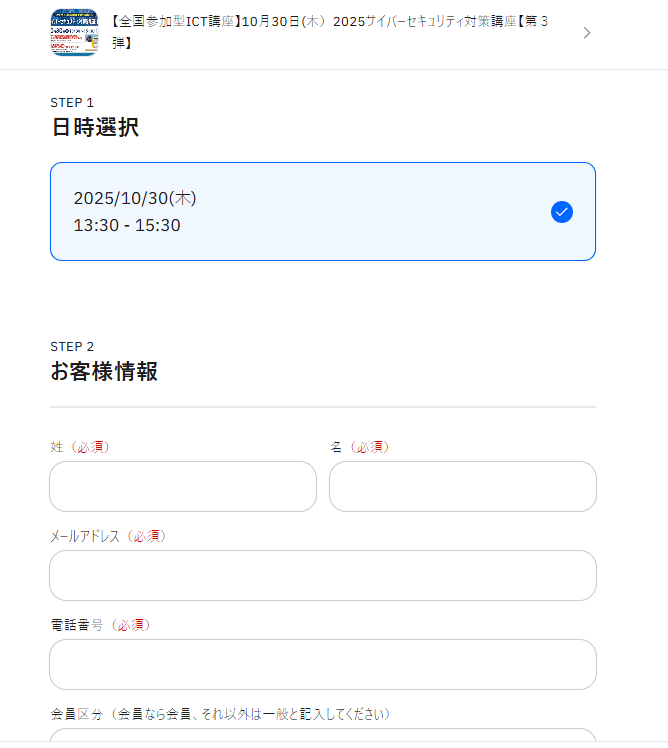 【全国参加型ICT講座】10月30日(木）2025サイバーセキュリティ対策講座【第３
弾】
STEP 1
日時選択
2025/10/30(木)
13:30 - 15:30
STEP 2
お客様情報
姓（必須） 名（必須）
メールアドレス（必須）
電話番号（必須）
会員区分（会員なら会員、それ以外は一般と記入してください）